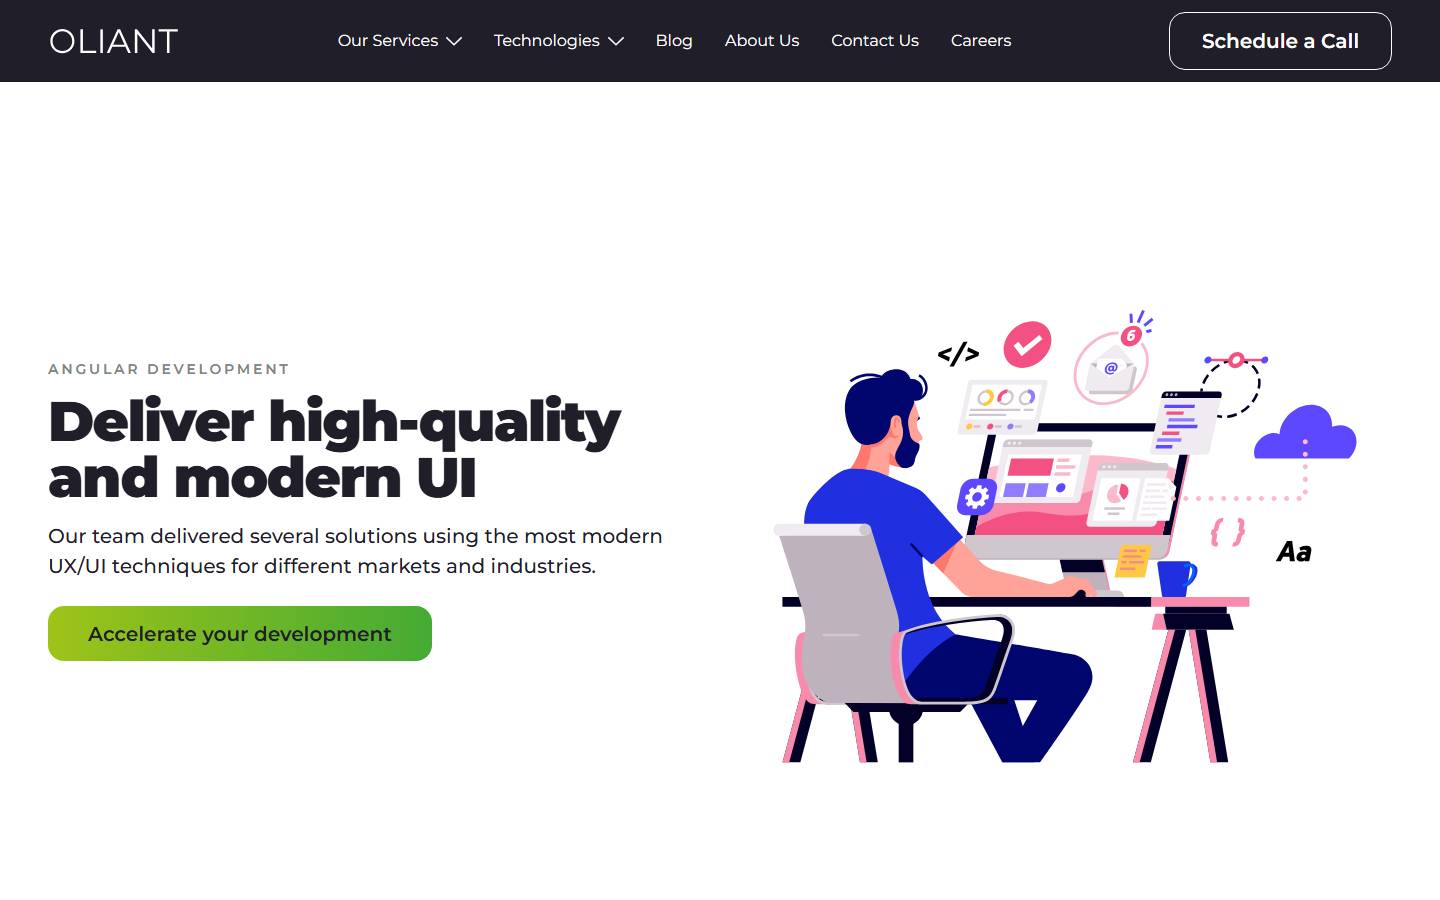 OLIANT
Our Services
Technologies
Blog
About Us
Contact Us
Careers
Schedule a Call
ANGULAR DEVELOPMENT
Deliver high-quality
and modern UI
Our team delivered several solutions using the most modern
UX/UI techniques for different markets and industries.
Accelerate your development
</>
6
@
{ }
Aa